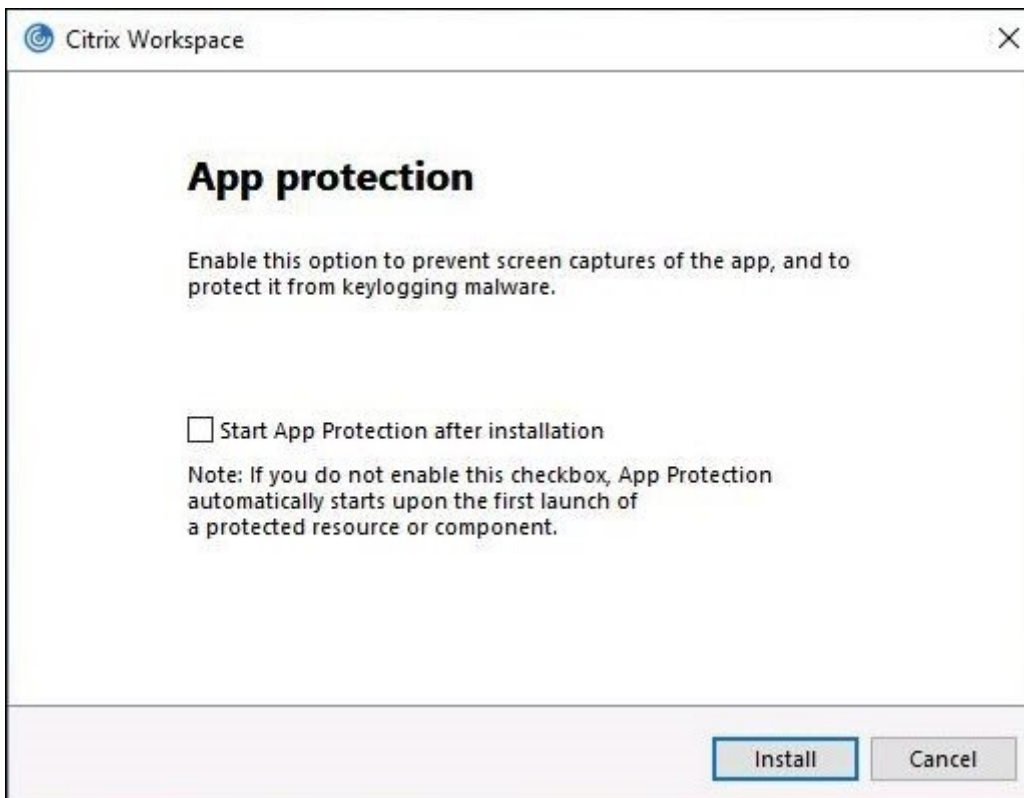 Citrix Workspace
App protection
Enable this option to prevent screen captures of the app, and to
protect it from keylogging malware.
Start App Protection after installation
Note: If you do not enable this checkbox, App Protection
automatically starts upon the first launch of
a protected resource or component.
Install Cancel